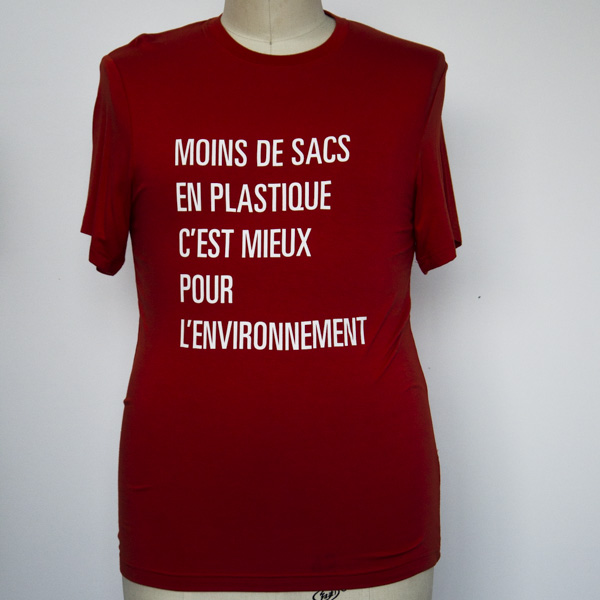 MOINS DE SACS
EN PLASTIQUE
C'EST MIEUX
POUR
L'ENVIRONNEMENT